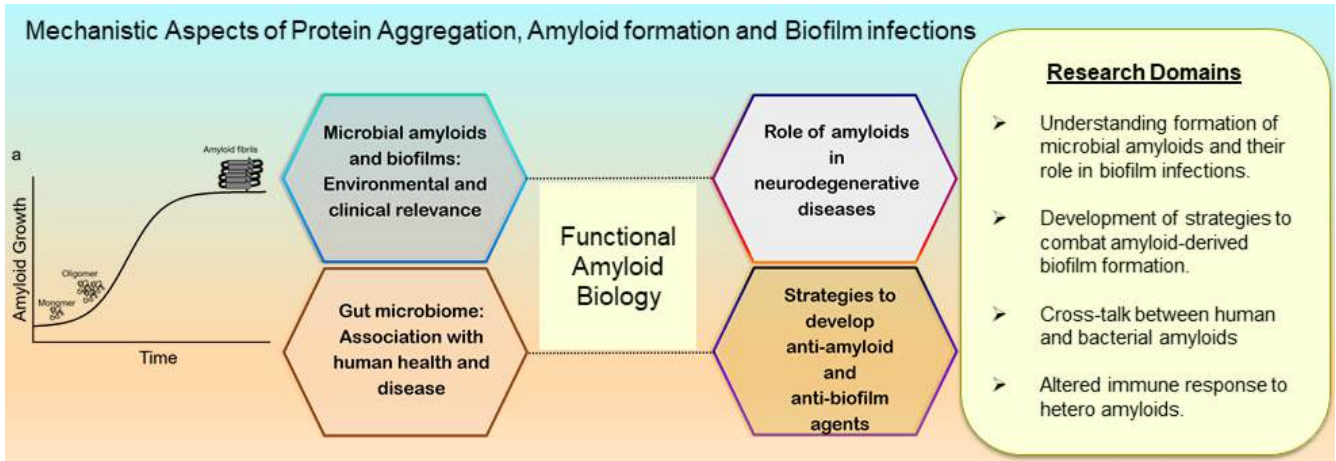 Mechanistic Aspects of Protein Aggregation, Amyloid formation and Biofilm infections
a
Amyloid Growth
Monomer
Oligomer
Amyloid fibrils
Time
Microbial amyloids
and biofilms:
Environmental and
clinical relevance
Gut microbiome:
Association with
human health and
disease
Functional
Amyloid
Biology
Role of amyloids
in
neurodegenerative
diseases
Strategies to
develop
anti-amyloid
and
anti-biofilm
agents
Research Domains
➤ Understanding formation of
microbial amyloids and their
role in biofilm infections.
➤ Development of strategies to
combat amyloid-derived
biofilm formation.
➤ Cross-talk between human
and bacterial amyloids
➤ Altered immune response to
hetero amyloids.